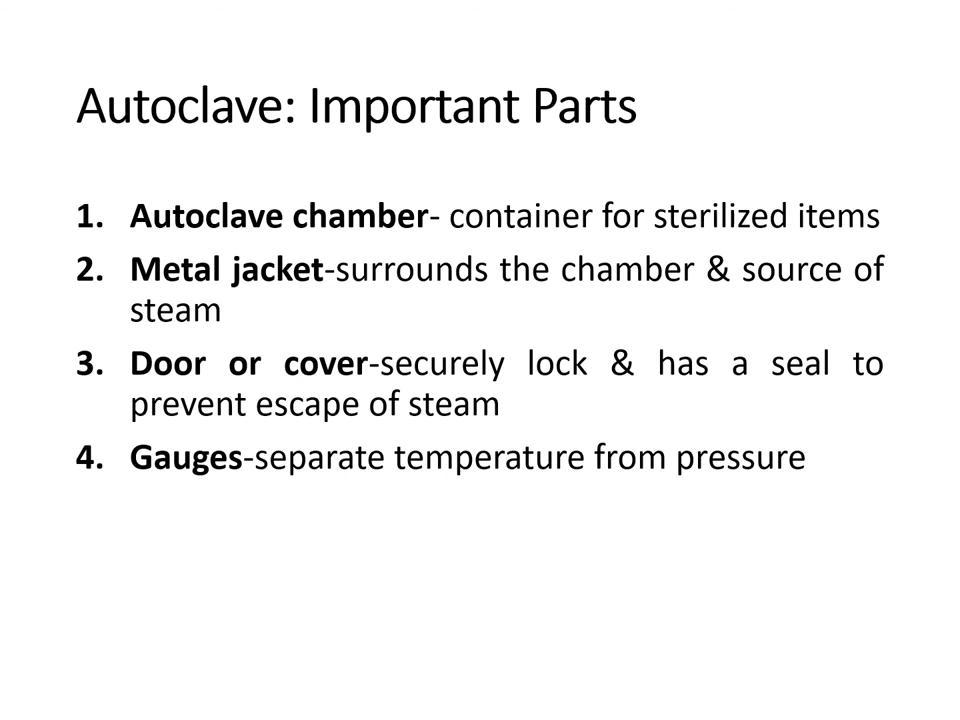 Autoclave: Important Parts
1. Autoclave chamber- container for sterilized items
2. Metal jacket-surrounds the chamber & source of
steam
3. Door or cover-securely lock & has a seal to
prevent escape of steam
4. Gauges-separate temperature from pressure